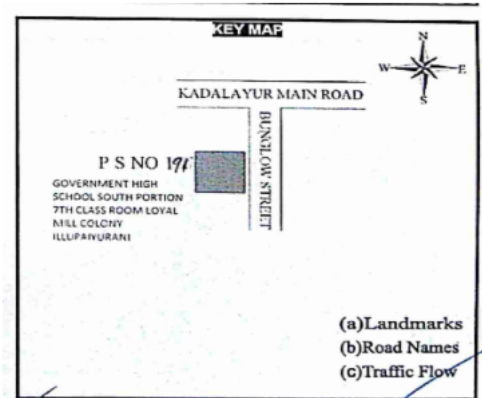 KEY MAP
N
W
E
S
KADALAYUR MAIN ROAD
BUNGLOW STREET
P S NO
GOVERNMENT HIGH
SCHOOL SOUTH PORTION
7TH CLASS ROOM LOYAL
MILL COLONY
ILLUPAIYURANI
(a)Landmarks
(b)Road Names
(c)Traffic Flow